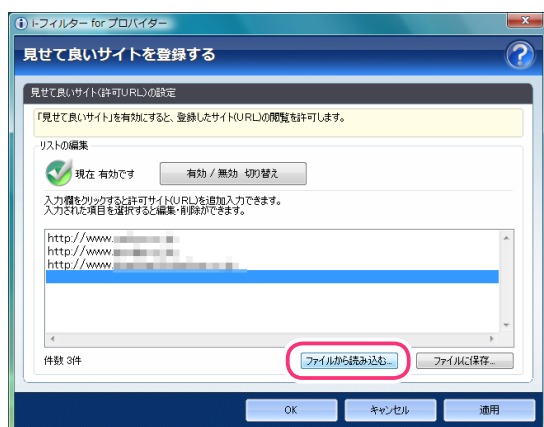 i-フィルター for プロバイダー
見せて良いサイトを登録する
見せて良いサイト(許可URL)の設定
「見せて良いサイト」を有効にすると、登録したサイト(URL)の閲覧を許可します。
リストの編集
現在 有効です
有効 / 無効 切り替え
入力欄をクリックすると許可サイト(URL)を追加入力できます。
入力された項目を選択すると編集・削除ができます。
http://www.
http://www.
http://www.
件数 3件
ファイルから読み込む...
ファイルに保存...
OK
キャンセル
適用